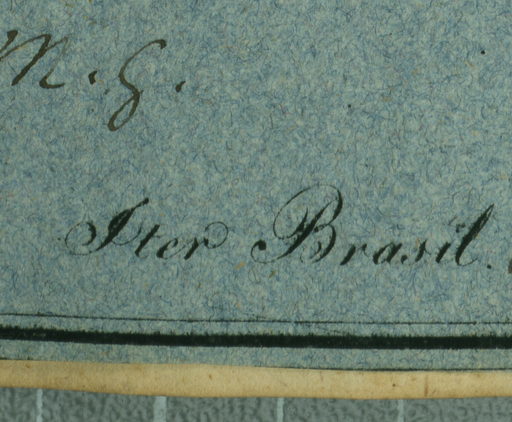 M. g.
Iter Brasil.